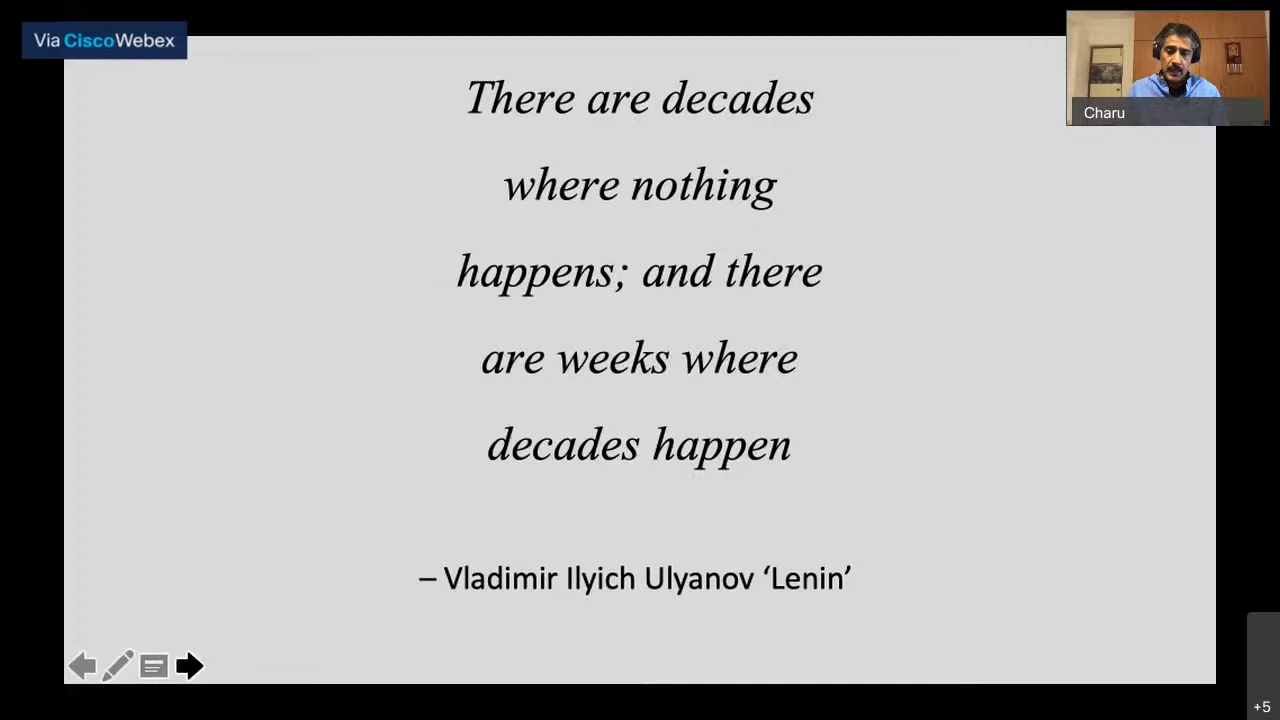 Via CiscoWebex
Charu
There are decades
where nothing
happens; and there
are weeks where
decades happen
– Vladimir Ilyich Ulyanov ‘Lenin’
+5